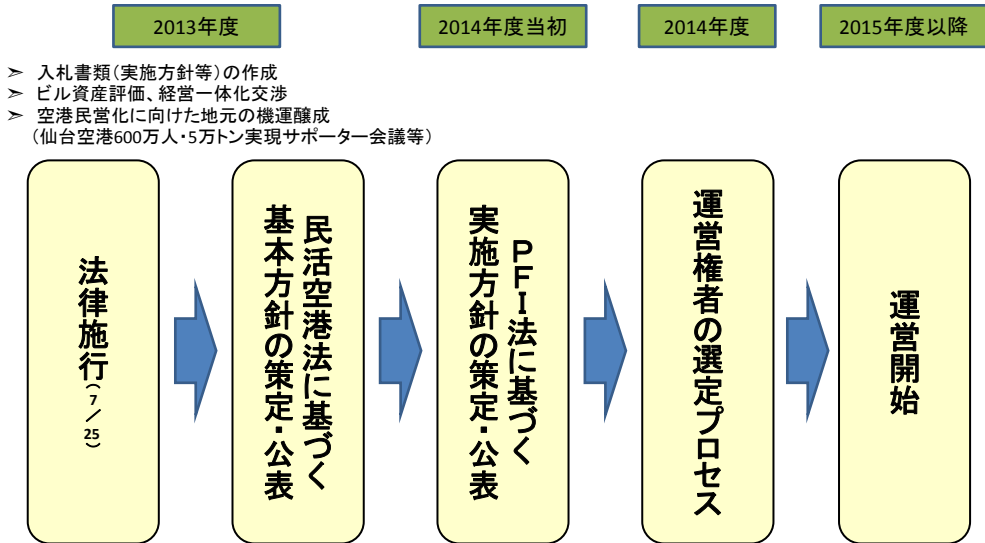 2013年度
2014年度当初
2014年度
2015年度以降
➢ 入札書類(実施方針等)の作成
➢ ビル資産評価、経営一体化交渉
➢ 空港民営化に向けた地元の機運醸成
(仙台空港600万人・5万トン実現サポーター会議等)
法律施行(7/25)
民活空港法に基づく
基本方針の策定・公表
PFI法に基づく
実施方針の策定・公表
運営権者の選定プロセス
運営開始